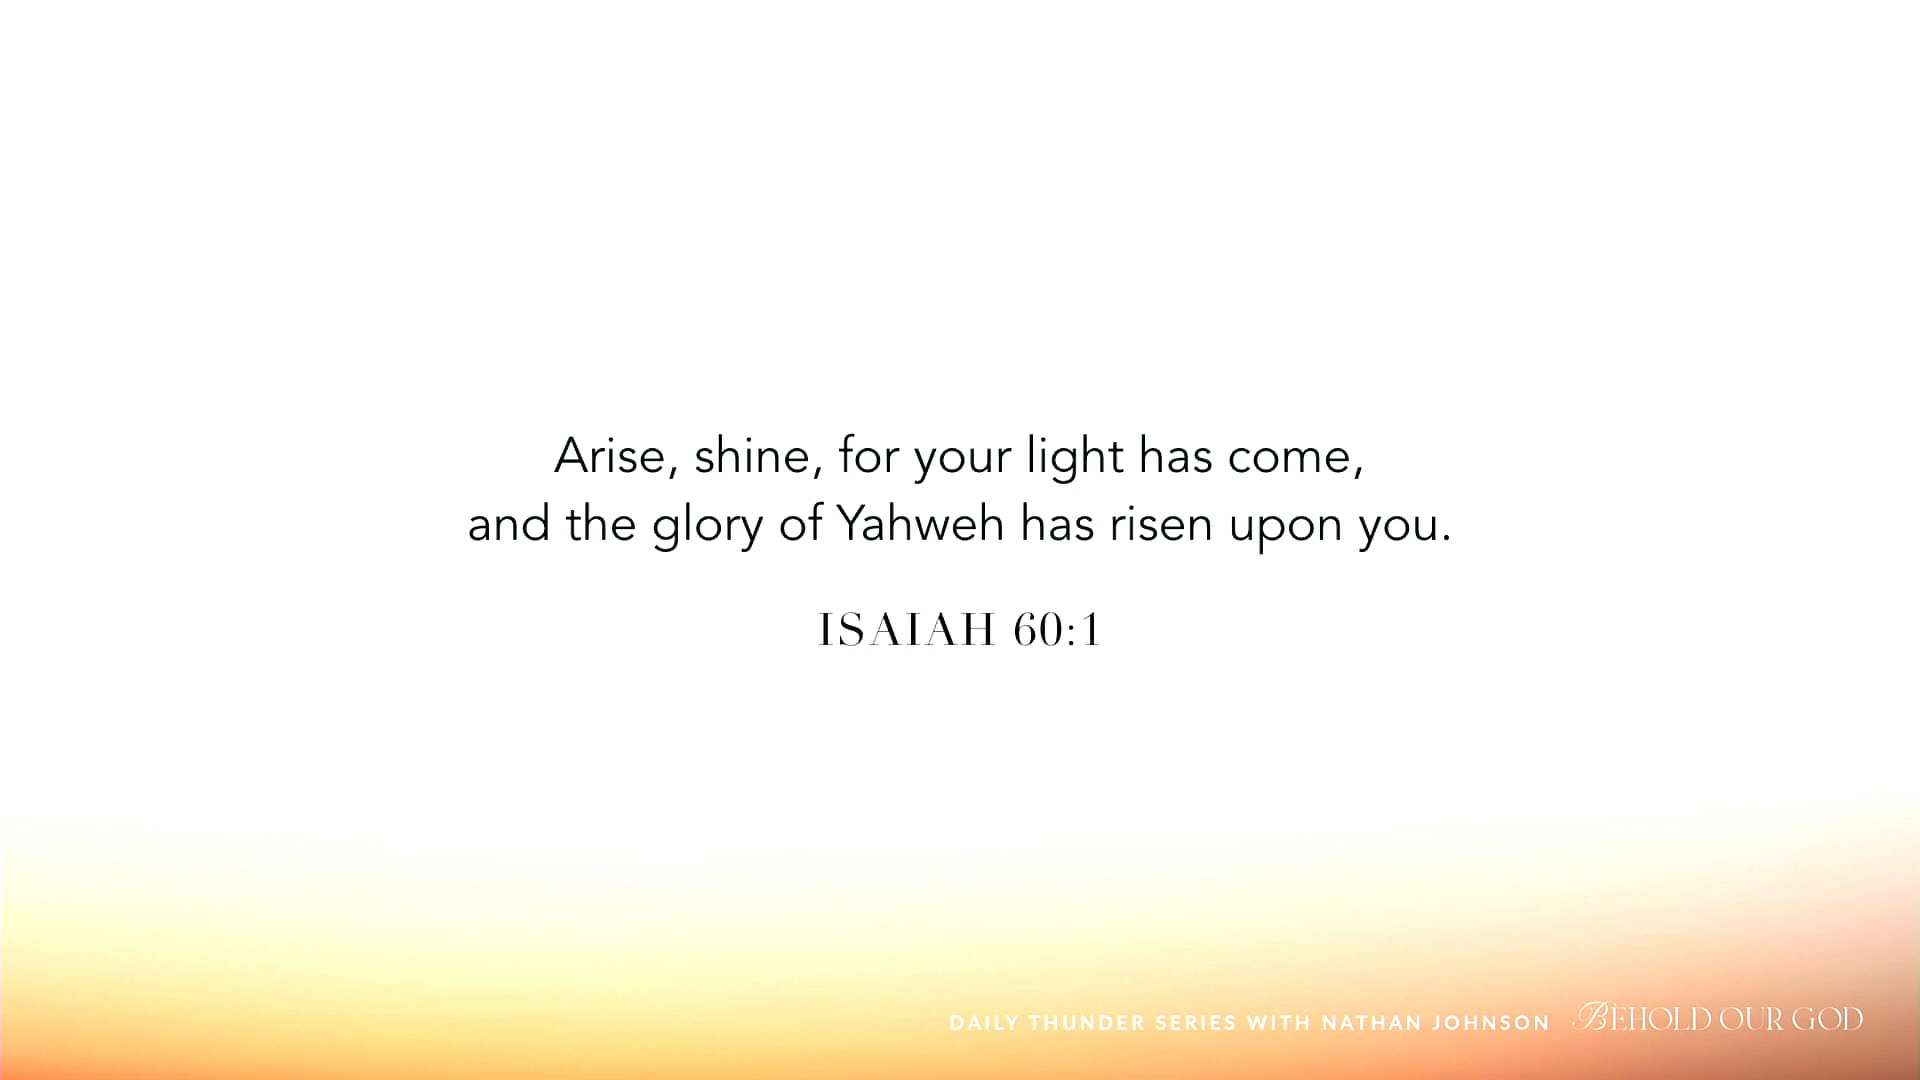 Arise, shine, for your light has come,
and the glory of Yahweh has risen upon you.
ISAIAH 60:1
DAILY THUNDER SERIES WITH NATHAN JOHNSON
BEHOLD OUR GOD